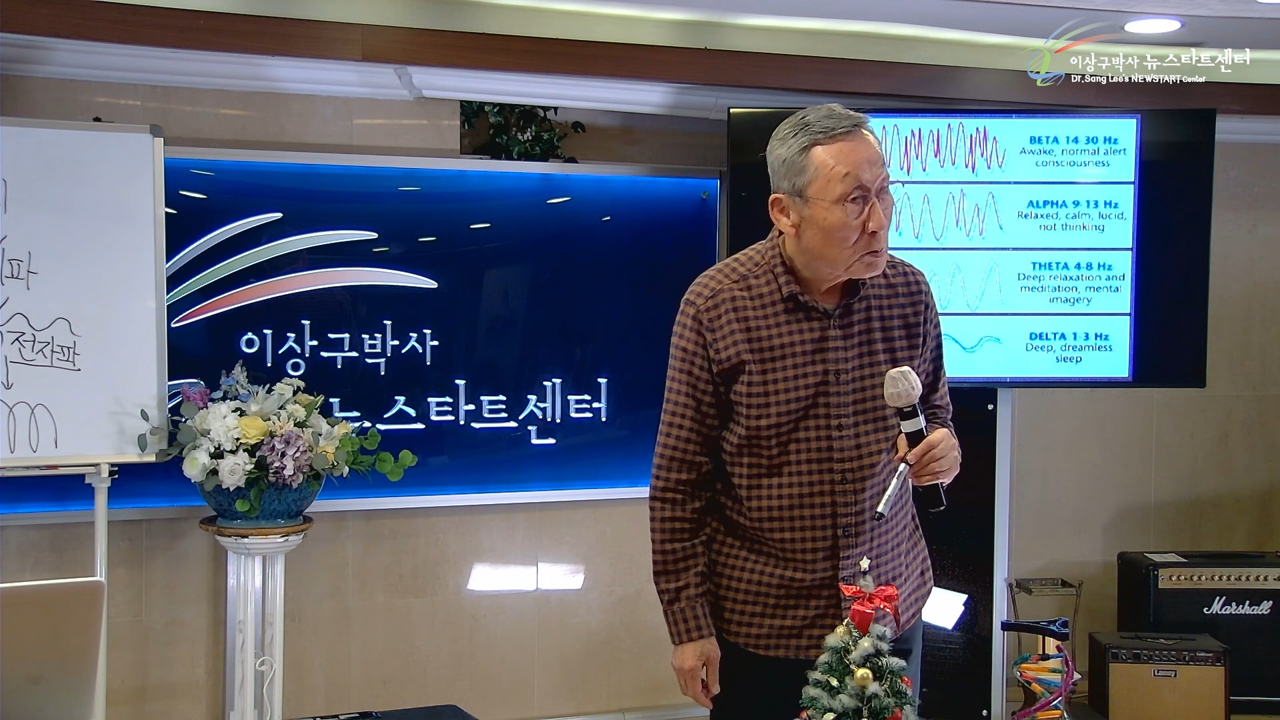 이상구박사 뉴스타트센터
Dr. Sang Lee's NEWSTART Center
BETA 14-30 Hz
Awake, normal alert
consciousness
ALPHA 9-13 Hz
Relaxed, calm, lucid,
not thinking
THETA 4-8 Hz
Deep relaxation and
meditation, mental
imagery
DELTA 1-3 Hz
Deep, dreamless
sleep
파
전자파
이상구박사
뉴스타트센터
Marshall
Laney